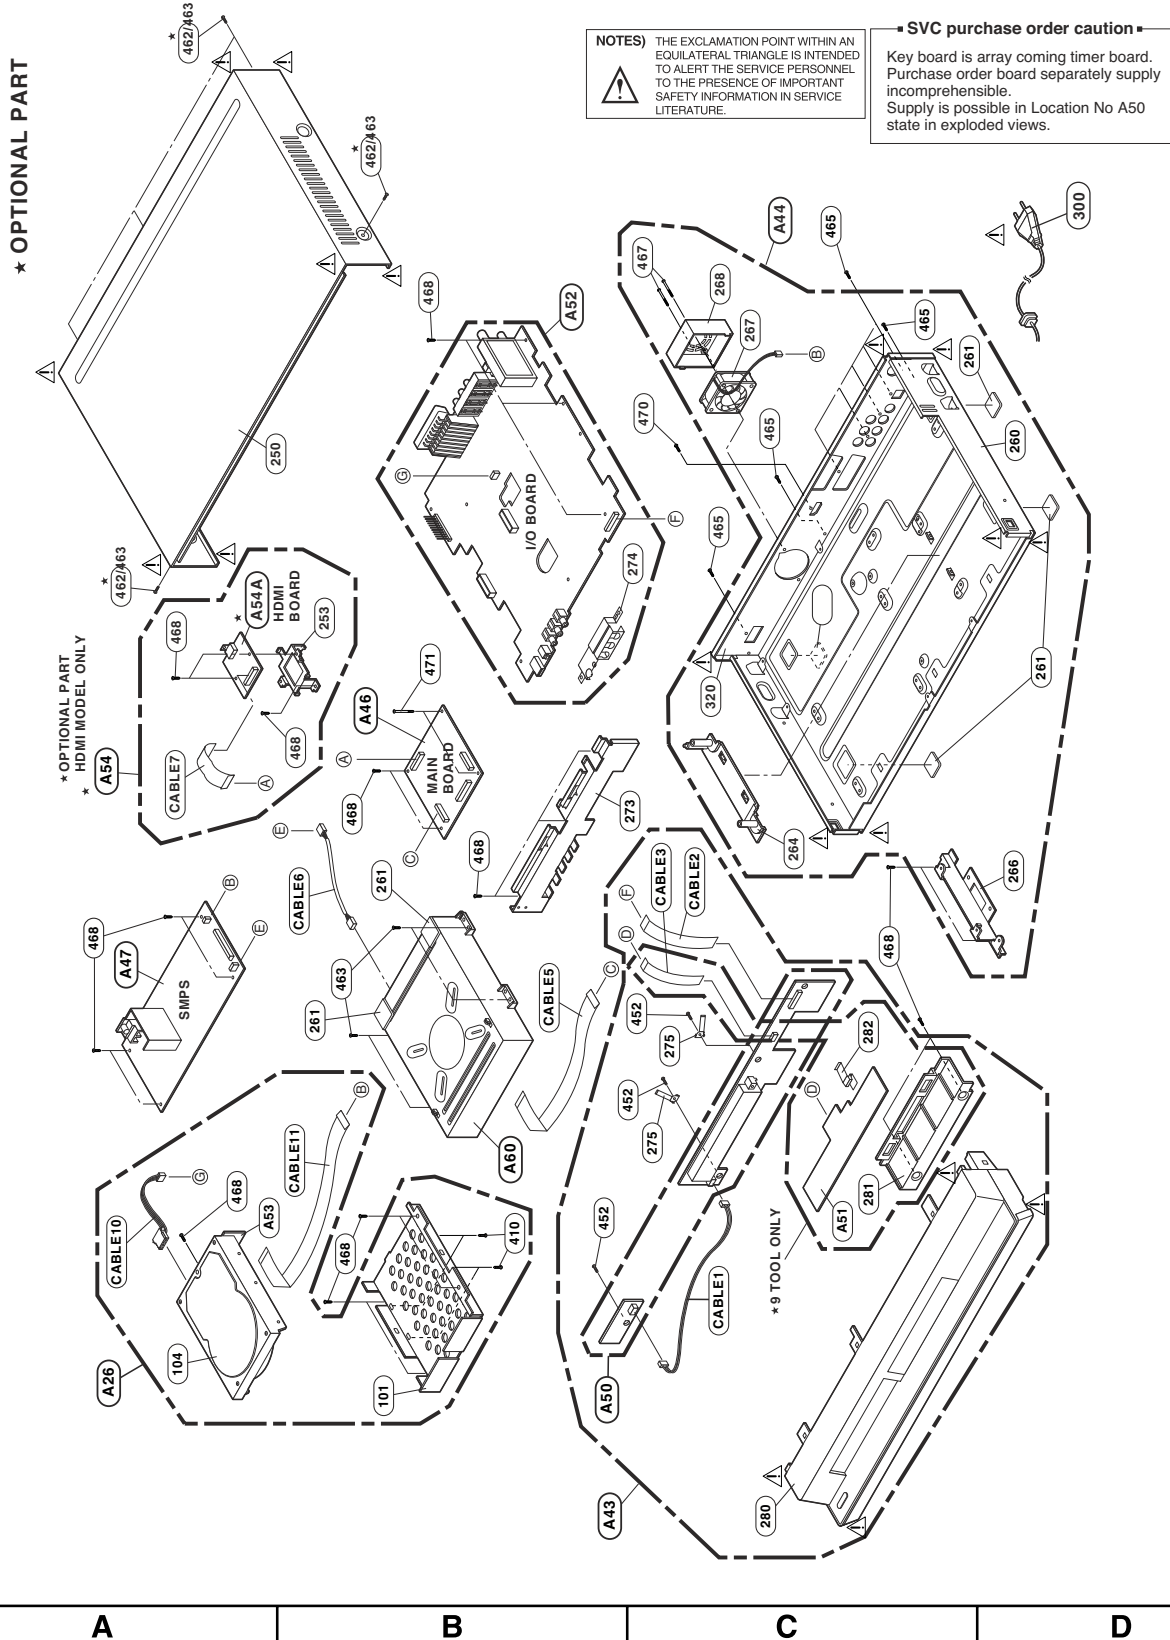 ★ OPTIONAL PART
★ 462/463
★ 462/463
★ 462/463
250
NOTES) THE EXCLAMATION POINT WITHIN AN
EQUILATERAL TRIANGLE IS INTENDED
TO ALERT THE SERVICE PERSONNEL
TO THE PRESENCE OF IMPORTANT
SAFETY INFORMATION IN SERVICE
LITERATURE.
SVC purchase order caution
Key board is array coming timer board.
Purchase order board separately supply
incomprehensible.
Supply is possible in Location No A50
state in exploded views.
★ OPTIONAL PART
HDMI MODEL ONLY
★ A54
468
★ A54A
HDMI
BOARD
253
468
CABLE7
A
468
A52
G
I/O BOARD
F
274
A44
465
467
268
267
B
470
465
465
465
261
260
300
320
261
264
266
468
A46
471
A
MAIN
BOARD
468
C
468
273
E
CABLE6
261
463
261
A60
CABLE5
C
468
A47
SMPS
B
E
A26
CABLE10
G
468
A53
104
CABLE11
B
468
101
410
F
D
CABLE3
CABLE2
452
275
452
275
452
A50
CABLE1
282
D
A51
281
★ 9 TOOL ONLY
A43
280
A
B
C
D